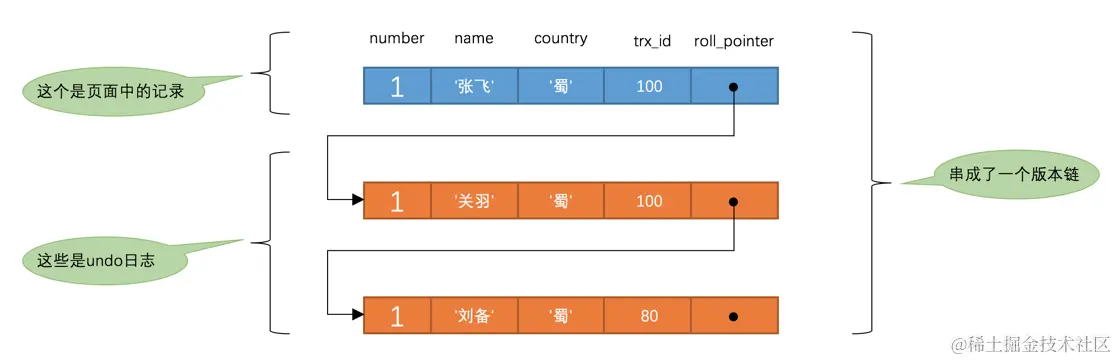 number name country trx_id roll_pointer
1 '张飞' '蜀' 100
这个是页面中的记录
串成了一个版本链
1 '关羽' '蜀' 100
这些是undo日志
1 '刘备' '蜀' 80
@稀土掘金技术社区